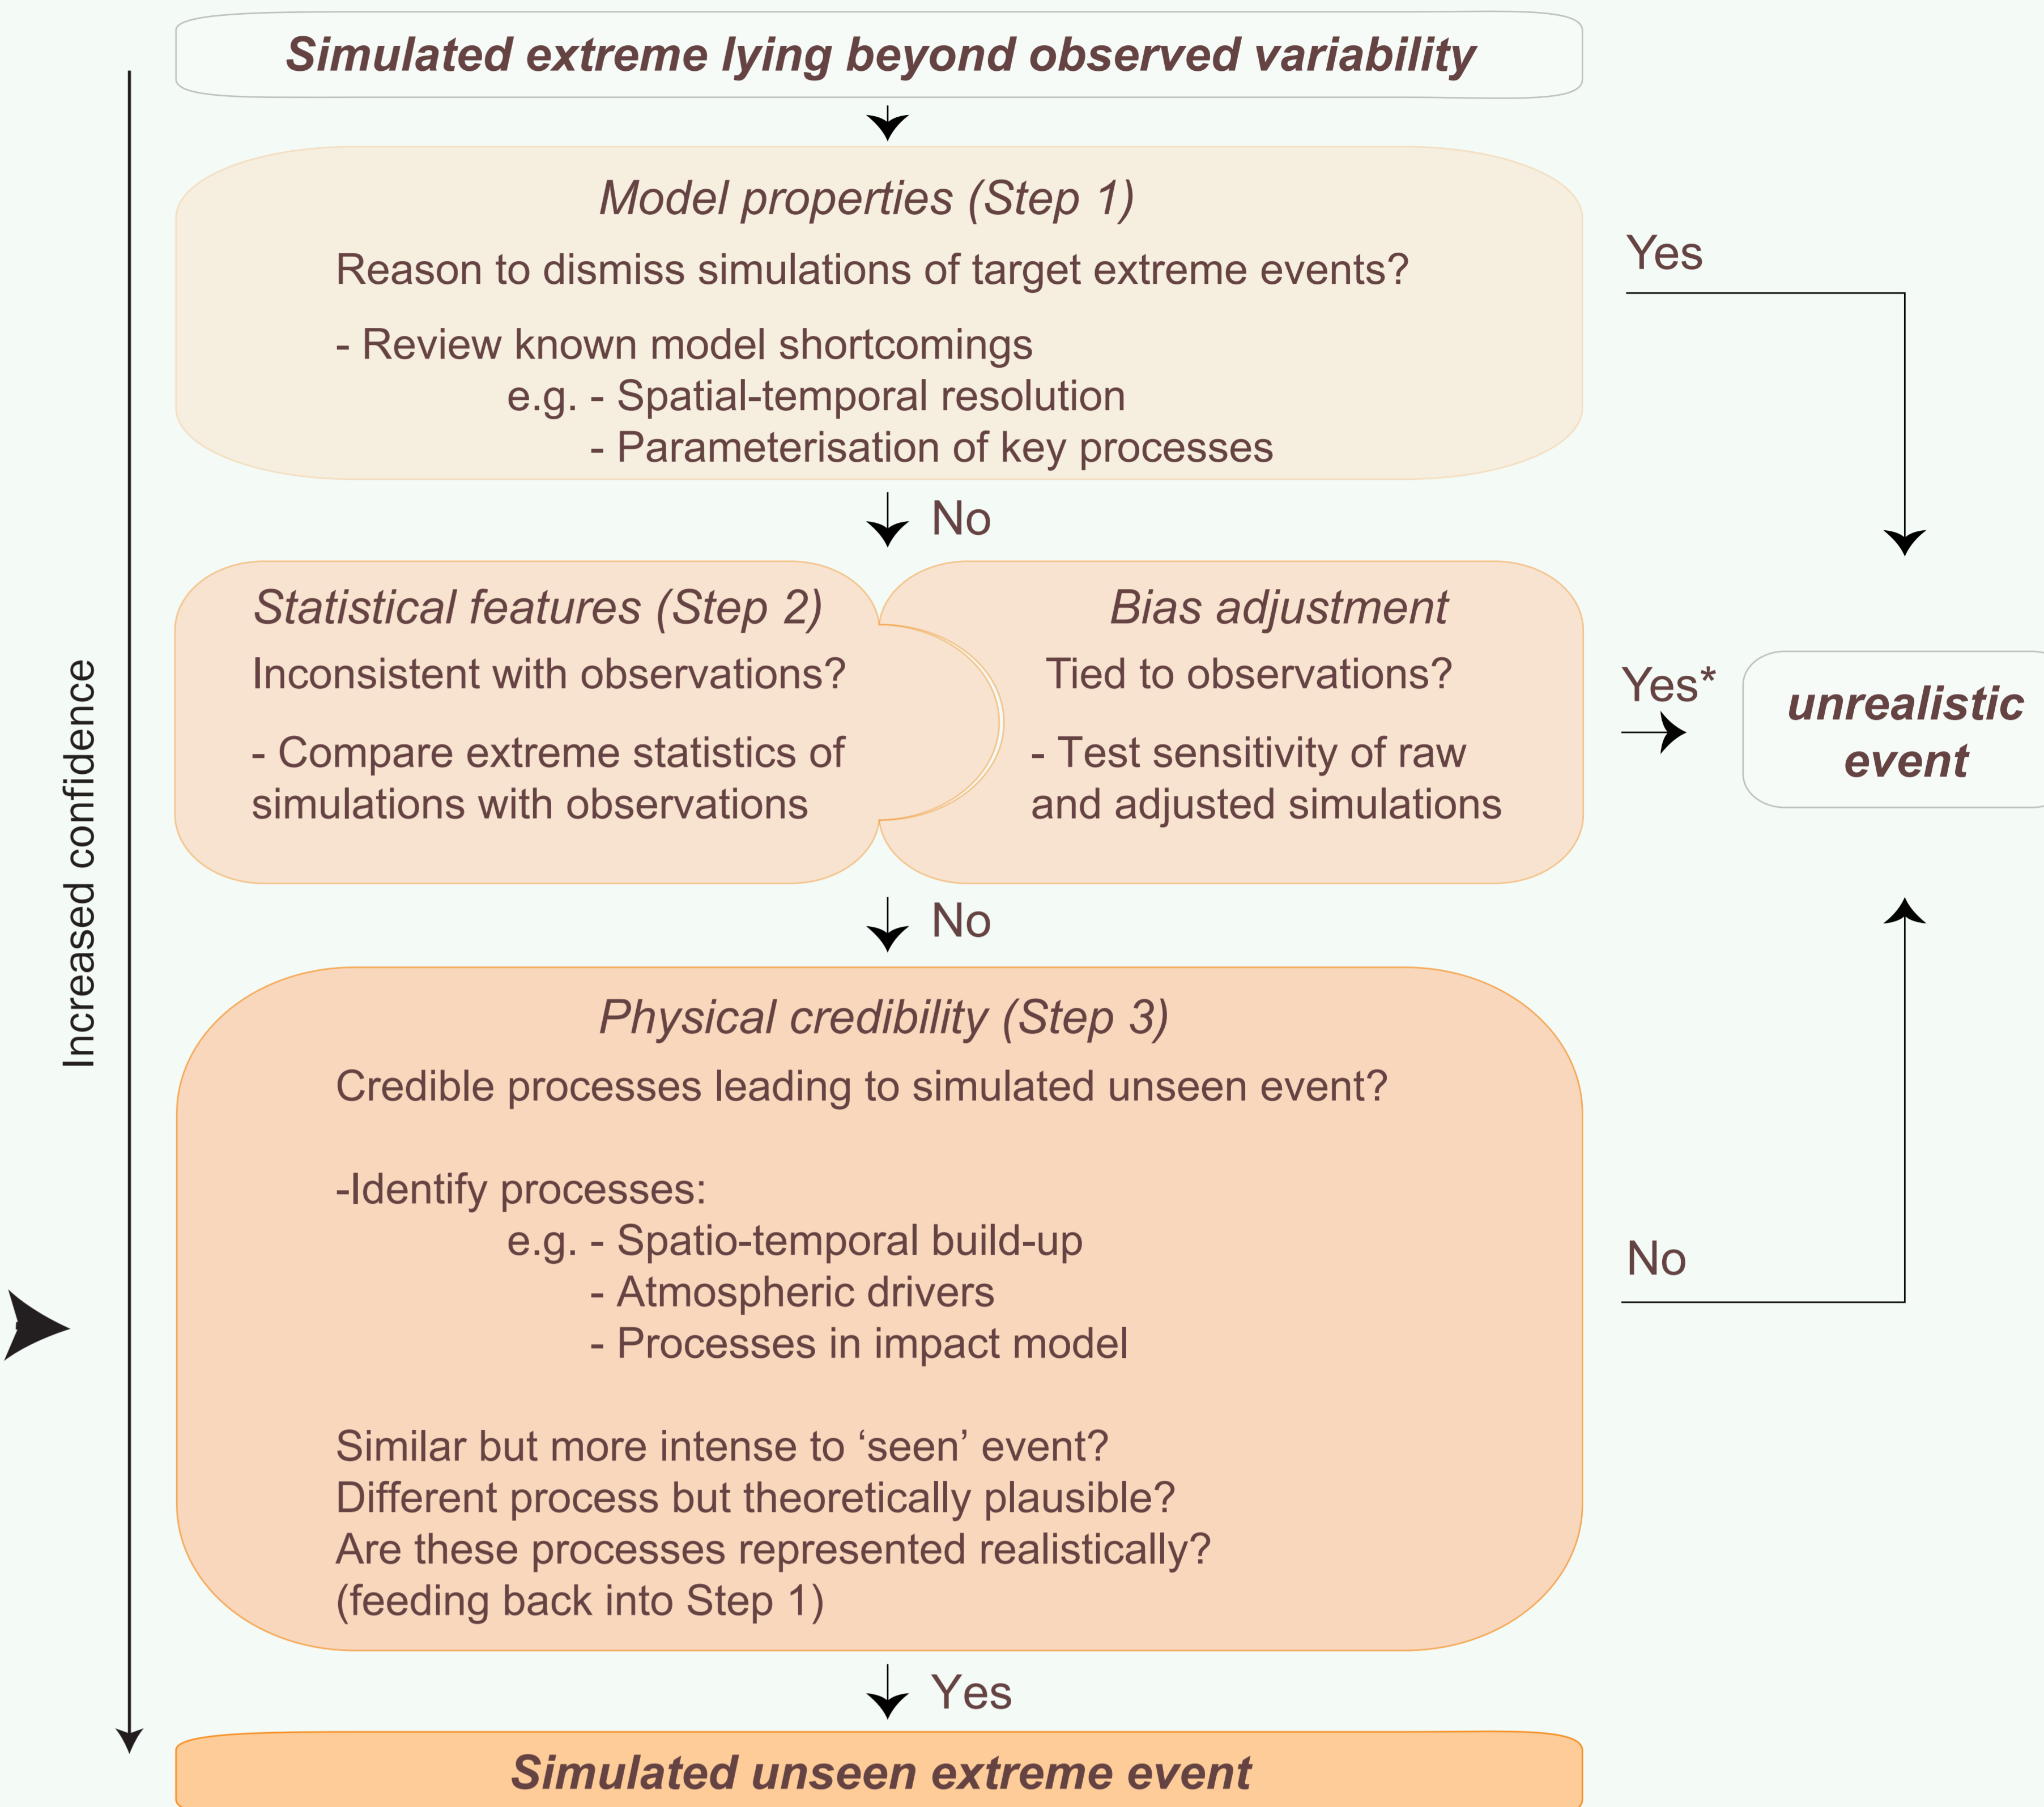 Simulated extreme lying beyond observed variability
Model properties (Step 1)
Reason to dismiss simulations of target extreme events?
- Review known model shortcomings
e.g. - Spatial-temporal resolution
- Parameterisation of key processes
Yes
No
Statistical features (Step 2)
Inconsistent with observations?
- Compare extreme statistics of
simulations with observations
Bias adjustment
Tied to observations?
- Test sensitivity of raw
and adjusted simulations
Yes*
unrealistic
event
Increased confidence
No
Physical credibility (Step 3)
Credible processes leading to simulated unseen event?
-Identify processes:
e.g. - Spatio-temporal build-up
- Atmospheric drivers
- Processes in impact model
Similar but more intense to ‘seen’ event?
Different process but theoretically plausible?
Are these processes represented realistically?
(feeding back into Step 1)
No
Yes
Simulated unseen extreme event